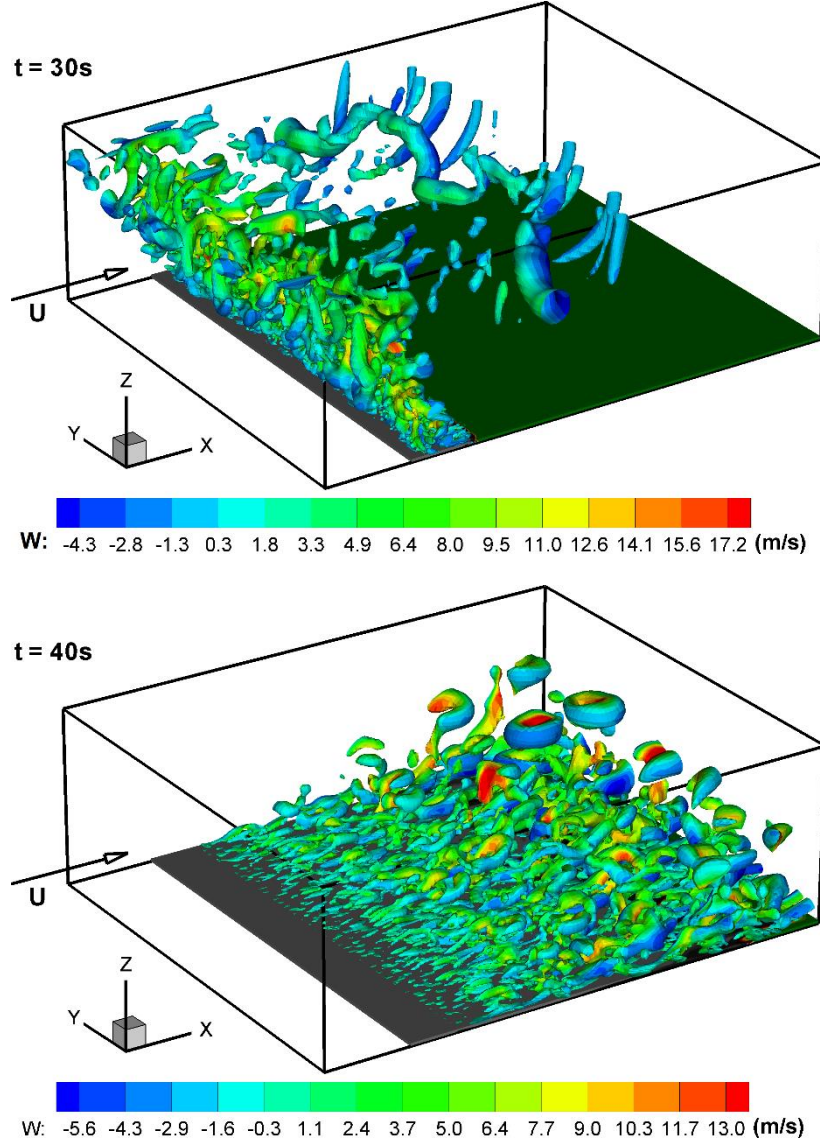 t = 30s
U
Z
Y
X
W: -4.3 -2.8 -1.3 0.3 1.8 3.3 4.9 6.4 8.0 9.5 11.0 12.6 14.1 15.6 17.2 (m/s)
t = 40s
U
Z
Y
X
W: -5.6 -4.3 -2.9 -1.6 -0.3 1.1 2.4 3.7 5.0 6.4 7.7 9.0 10.3 11.7 13.0 (m/s)